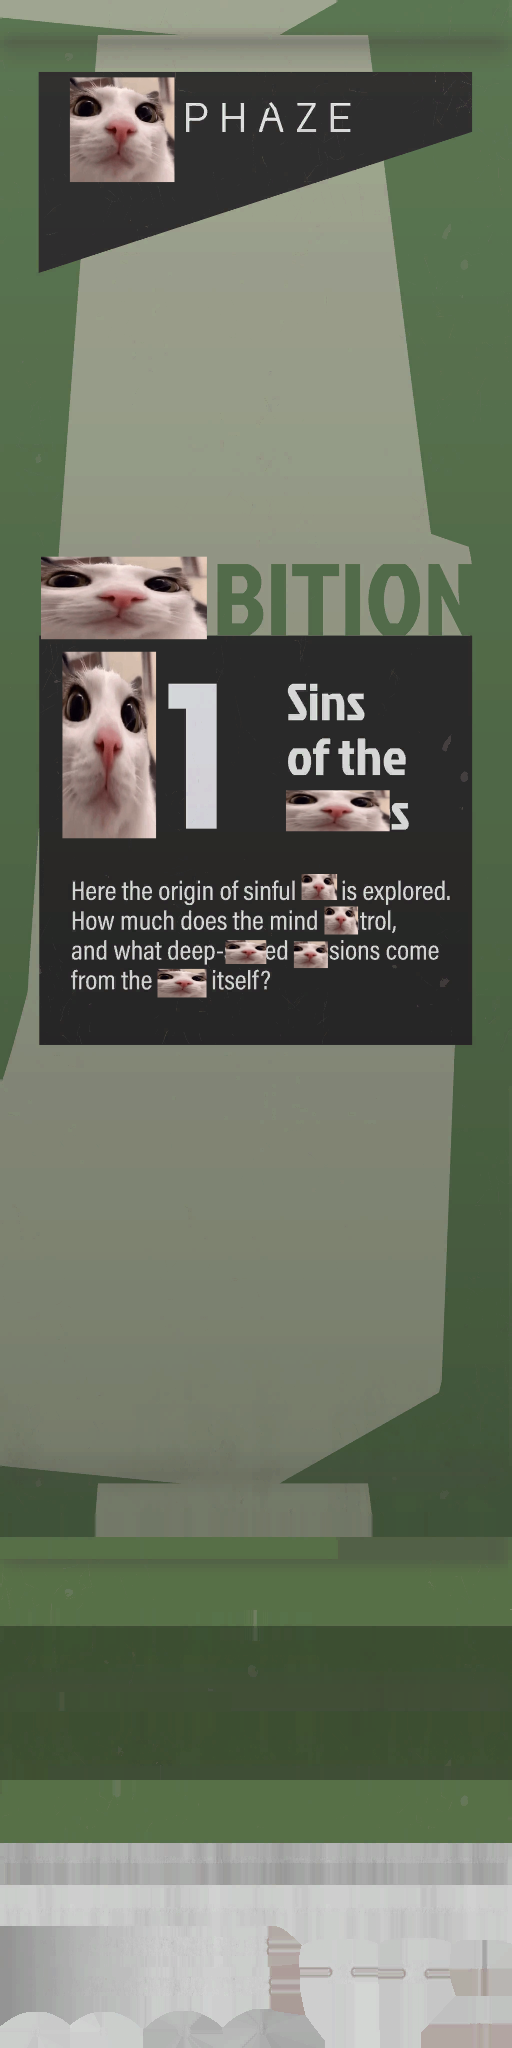 PHAZE
BITION
1
Sins
of the
s
Here the origin of sinful is explored.
How much does the mind trol,
and what deep- ed sions come
from the itself?